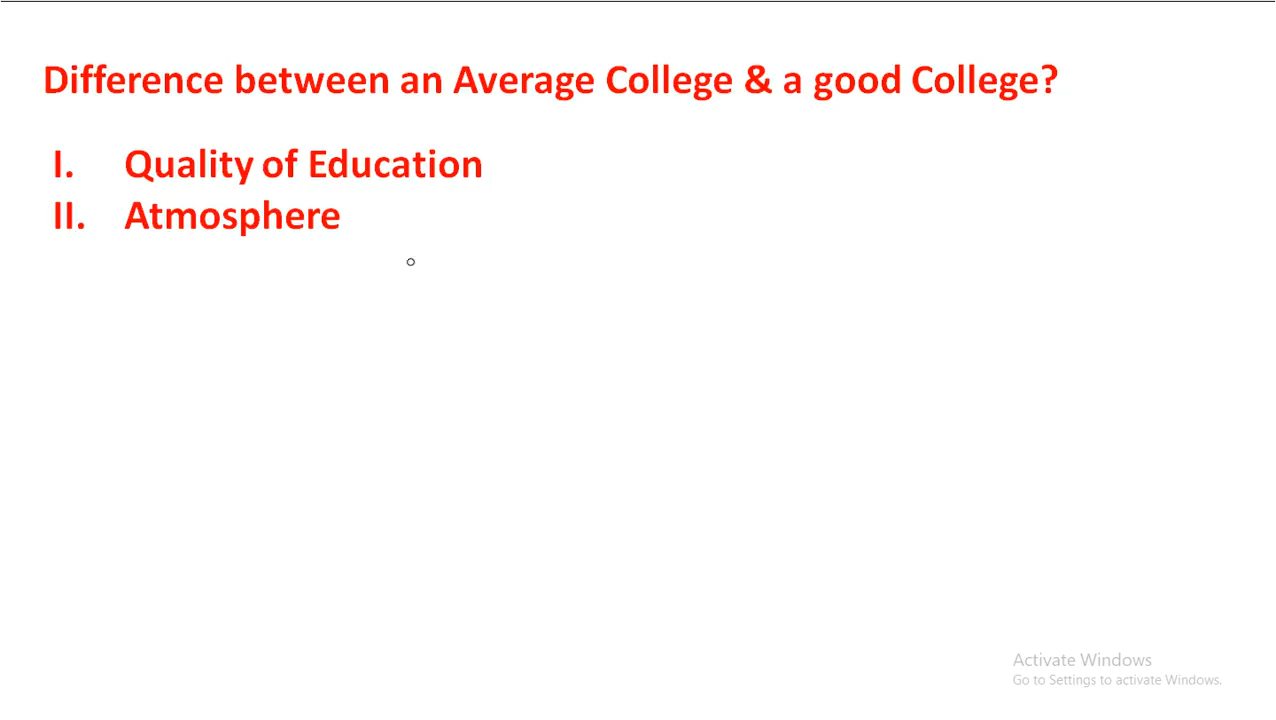 Difference between an Average College & a good College?
I. Quality of Education
II. Atmosphere
Activate Windows
Go to Settings to activate Windows.